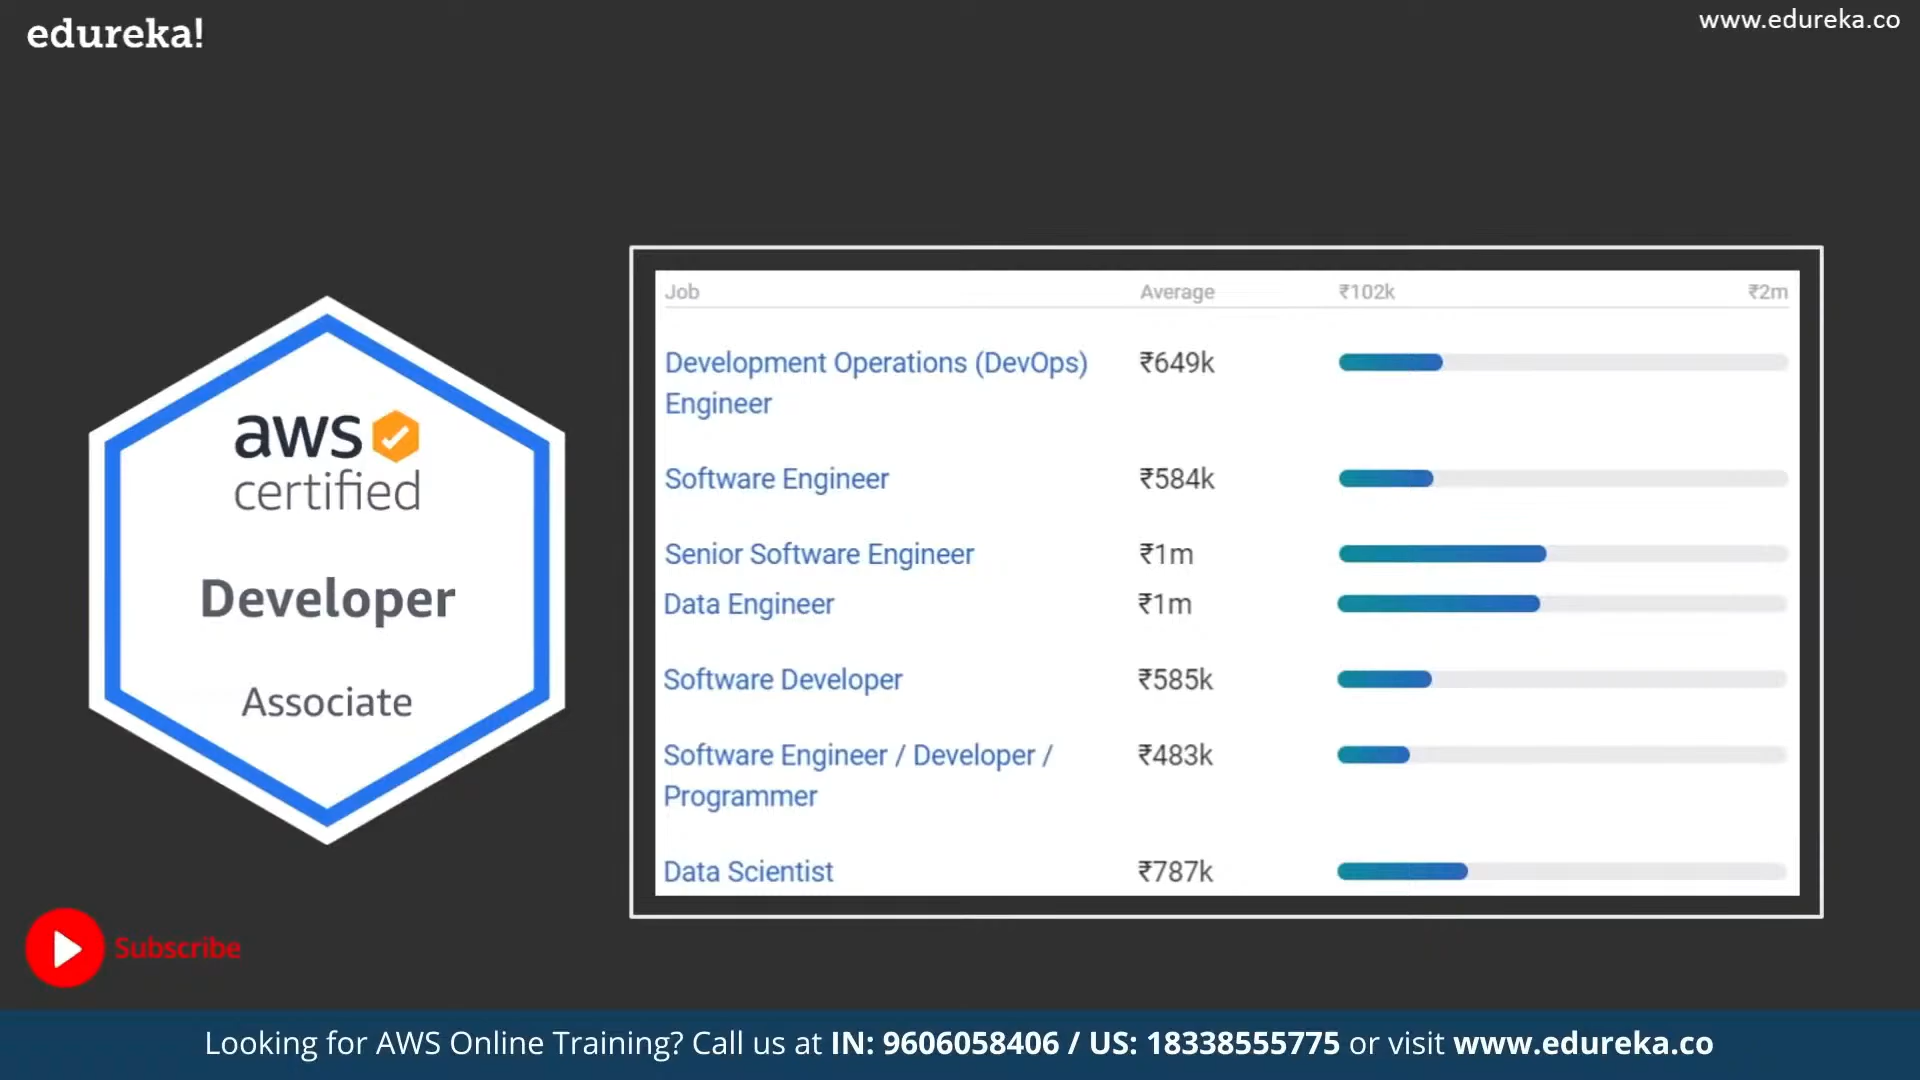 edureka!
www.edureka.co
aws
certified
Developer
Associate
Job Average ₹102k ₹2m
Development Operations (DevOps) ₹649k
Engineer
Software Engineer ₹584k
Senior Software Engineer ₹1m
Data Engineer ₹1m
Software Developer ₹585k
Software Engineer / Developer / ₹483k
Programmer
Data Scientist ₹787k
Subscribe
Looking for AWS Online Training? Call us at IN: 9606058406 / US: 18338555775 or visit www.edureka.co